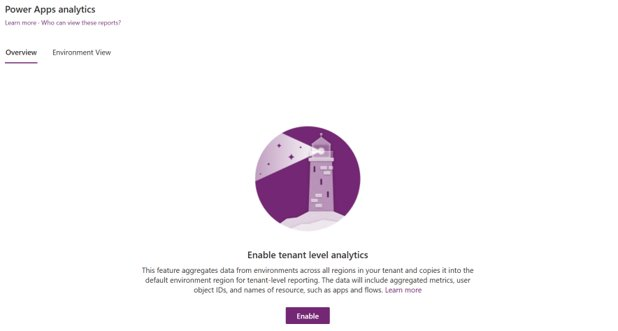 Power Apps analytics
Learn more · Who can view these reports?
Overview Environment View
Enable tenant level analytics
This feature aggregates data from environments across all regions in your tenant and copies it into the
default environment region for tenant-level reporting. The data will include aggregated metrics, user
object IDs, and names of resource, such as apps and flows. Learn more
Enable